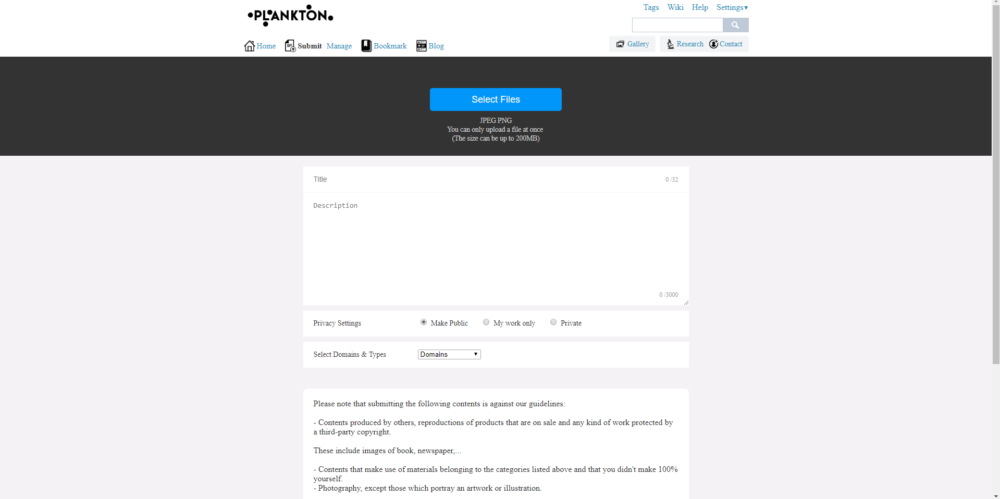 PLANKTON
Tags Wiki Help Settings▾
Home Submit | Manage Bookmark Blog
Gallery Research Contact
Select Files
JPEG PNG
You can only upload a file at once
(The size can be up to 200MB)
Title 0 /32
Description
0 /3000
Privacy Settings Make Public My work only Private
Select Domains & Types Domains
Please note that submitting the following contents is against our guidelines:
- Contents produced by others, reproductions of products that are on sale and any kind of work protected by
a third-party copyright.
These include images of book, newspaper,...
- Contents that make use of materials belonging to the categories listed above and that you didn't make 100%
yourself.
- Photography, except those which portray an artwork or illustration.